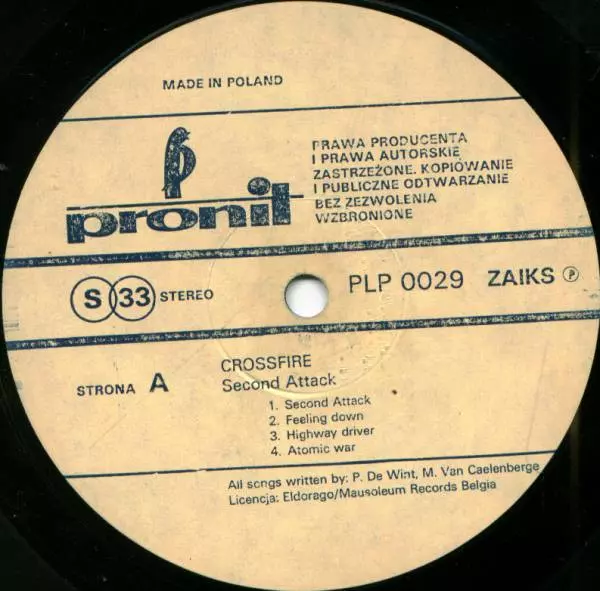 MADE IN POLAND
pronit
PRAWA PRODUCENTA
I PRAWA AUTORSKIE
ZASTRZEŻONE. KOPIÓWANIE
I PUBLICZNE ODTWARZANIE
BEZ ZEZWOLENIA
WZBRONIONE
S 33 STEREO
PLP 0029 ZAIKS Ⓟ
STRONA A
CROSSFIRE
Second Attack
1. Second Attack
2. Feeling down
3. Highway driver
4. Atomic war
All songs written by: P. De Wint, M. Van Caelenberge
Licencja: Eldorago/Mausoleum Records Belgia